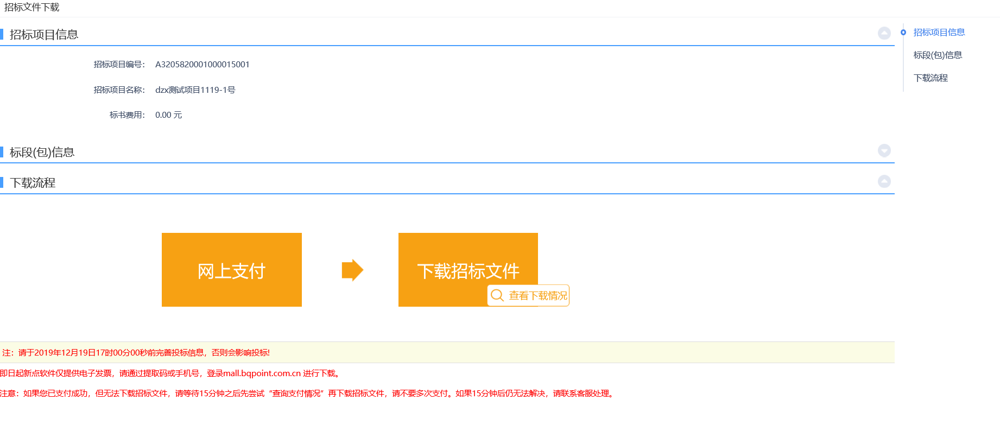 招标文件下载
招标项目信息
招标项目编号： A3205820001000015001
招标项目名称： dzx测试项目1119-1号
标书费用： 0.00 元
标段(包)信息
下载流程
网上支付
下载招标文件
查看下载情况
注：请于2019年12月19日17时00分00秒前完善投标信息，否则会影响投标!
即日起新点软件仅提供电子发票，请通过提取码或手机号，登录mall.bqpoint.com.cn 进行下载。
注意：如果您已支付成功，但无法下载招标文件，请等待15分钟之后先尝试“查询支付情况”再下载招标文件，请不要多次支付。如果15分钟后仍无法解决，请联系客服处理。
招标项目信息
标段(包)信息
下载流程